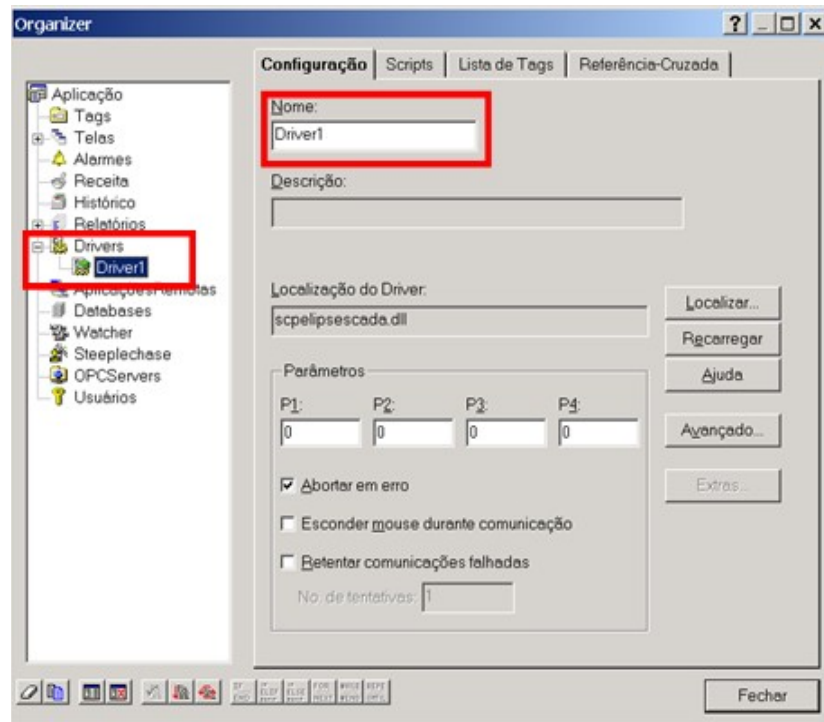 Organizer
Configuração
Scripts
Lista de Tags
Referência-Cruzada
Aplicação
Tags
Telas
Alarmes
Receita
Histórico
Relatórios
Drivers
Driver1
AplicaçõesRemotas
Databases
Watcher
Steeplechase
OPCServers
Usuários
Nome:
Driver1
Descrição:
Localização do Driver:
scpelipsescada.dll
Localizar...
Recarregar
Ajuda
Avançado...
Extras...
Parâmetros
P1: P2: P3: P4:
0 0 0 0
Abortar em erro
Esconder mouse durante comunicação
Retentar comunicações falhadas
No. de tentativas: 1
Fechar